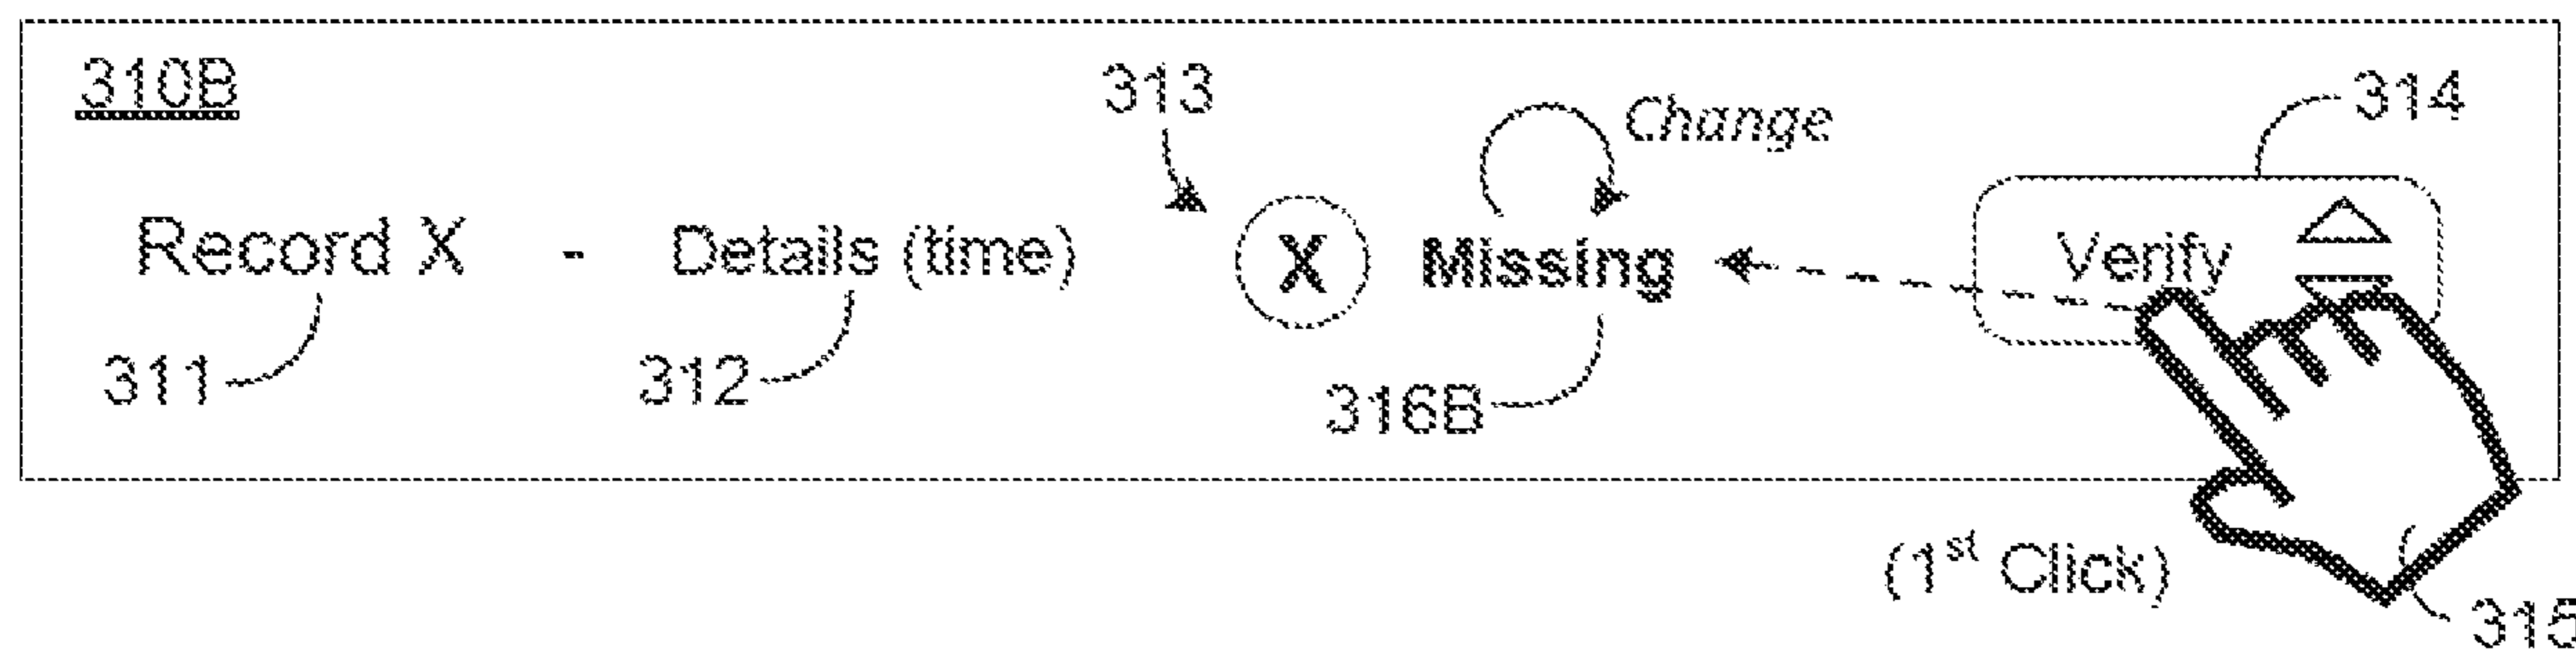 310B
313
Change
314
Record X - Details (time) X Missing Verify
311
312
316B
(1st Click)
315